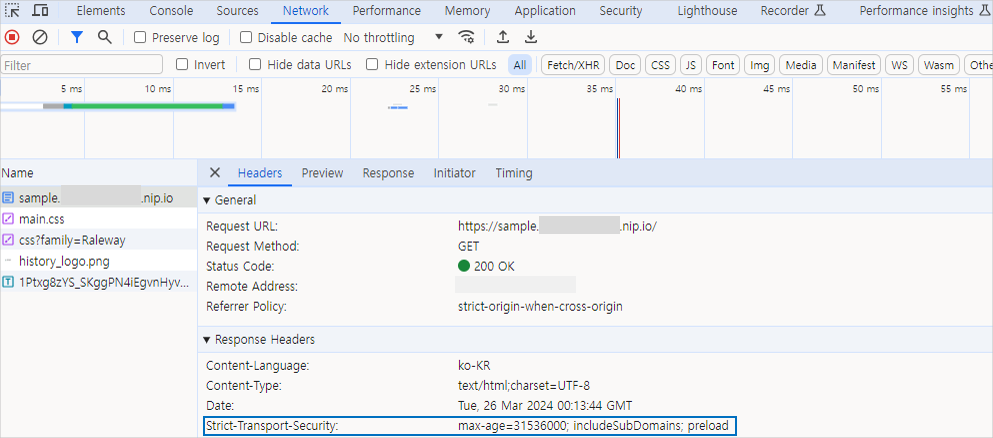 Elements Console Sources Network Performance Memory Application Security Lighthouse Recorder Performance insights
Preserve log Disable cache No throttling
Filter Invert Hide data URLs Hide extension URLs All Fetch/XHR Doc CSS JS Font Img Media Manifest WS Wasm Othe
5 ms 10 ms 15 ms 20 ms 25 ms 30 ms 35 ms 40 ms 45 ms 50 ms 55 ms
Name Headers Preview Response Initiator Timing
sample. .nip.io
main.css
css?family=Raleway
history_logo.png
1Ptxg8zYS_SKggPN4iEgvnHyv...
General
Request URL: https://sample. .nip.io/
Request Method: GET
Status Code: 200 OK
Remote Address:
Referrer Policy: strict-origin-when-cross-origin
Response Headers
Content-Language: ko-KR
Content-Type: text/html;charset=UTF-8
Date: Tue, 26 Mar 2024 00:13:44 GMT
Strict-Transport-Security: max-age=31536000; includeSubDomains; preload